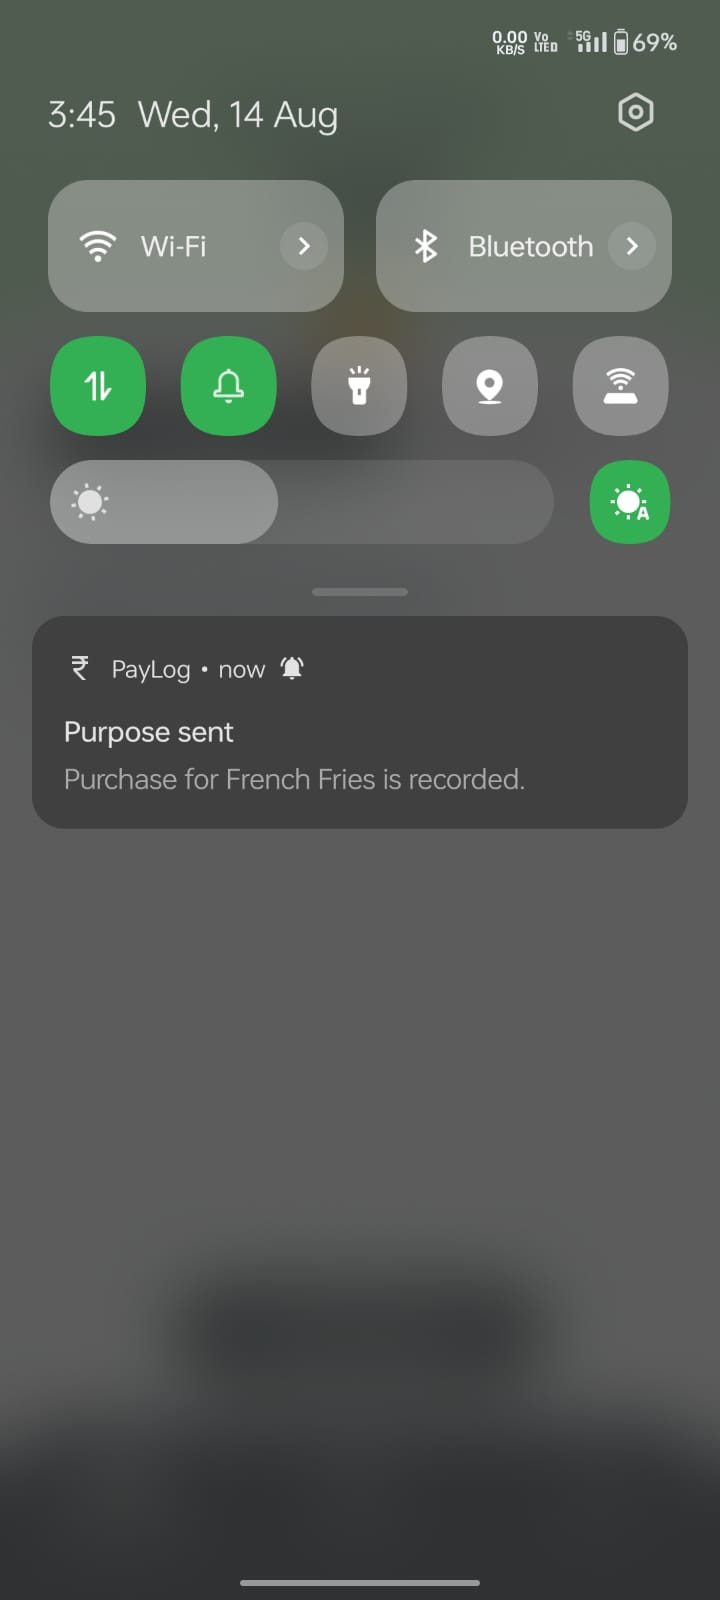 0.00 KB/S Vo LTE D 5G 69%
3:45 Wed, 14 Aug
Wi-Fi Bluetooth
A
₹ PayLog • now
Purpose sent
Purchase for French Fries is recorded.